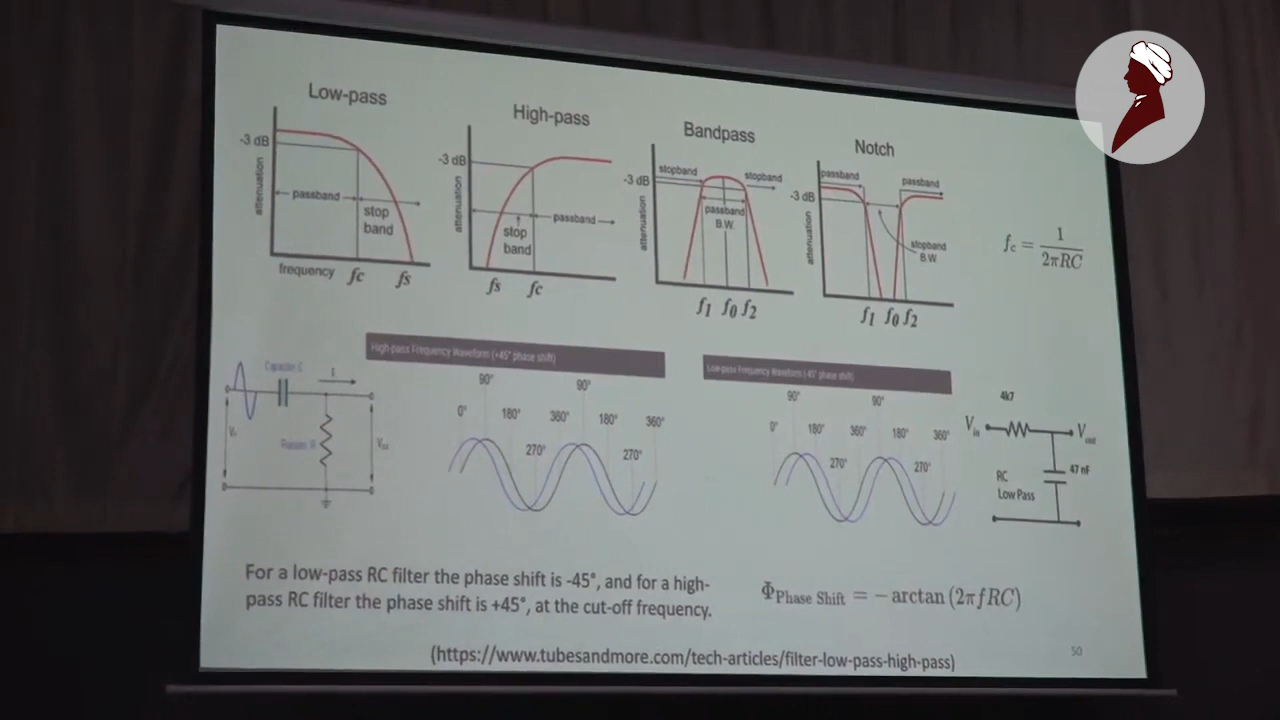 Low-pass
-3 dB
attenuation
passband
stop
band
frequency
fc
fs
High-pass
-3 dB
attenuation
stop
band
passband
fs
fc
Bandpass
-3 dB
attenuation
stopband
stopband
passband
B.W.
f1 f0 f2
Notch
-3 dB
attenuation
passband
passband
stopband
B.W
f1 f0 f2
fc = 1/2πRC
Capacitor C
I
Resistor R
High-pass Frequency Waveform (+45° phase shift)
90° 90°
0° 180° 360° 180° 360°
270° 270°
Low-pass Frequency Waveform (-45° phase shift)
90° 90°
0° 180° 360° 180° 360°
270° 270°
4k7
Vin
Vout
47 nF
RC
Low Pass
For a low-pass RC filter the phase shift is -45°, and for a high-
pass RC filter the phase shift is +45°, at the cut-off frequency.
ΦPhase Shift = − arctan (2πfRC)
(https://www.tubesandmore.com/tech-articles/filter-low-pass-high-pass)
50